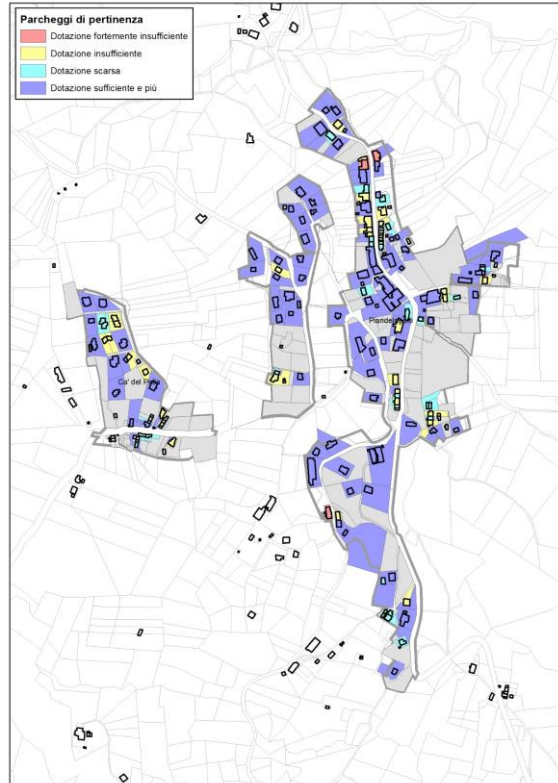 Parcheggi di pertinenza
Dotazione fortemente insufficiente
Dotazione insufficiente
Dotazione scarsa
Dotazione sufficiente e più
Ca' del